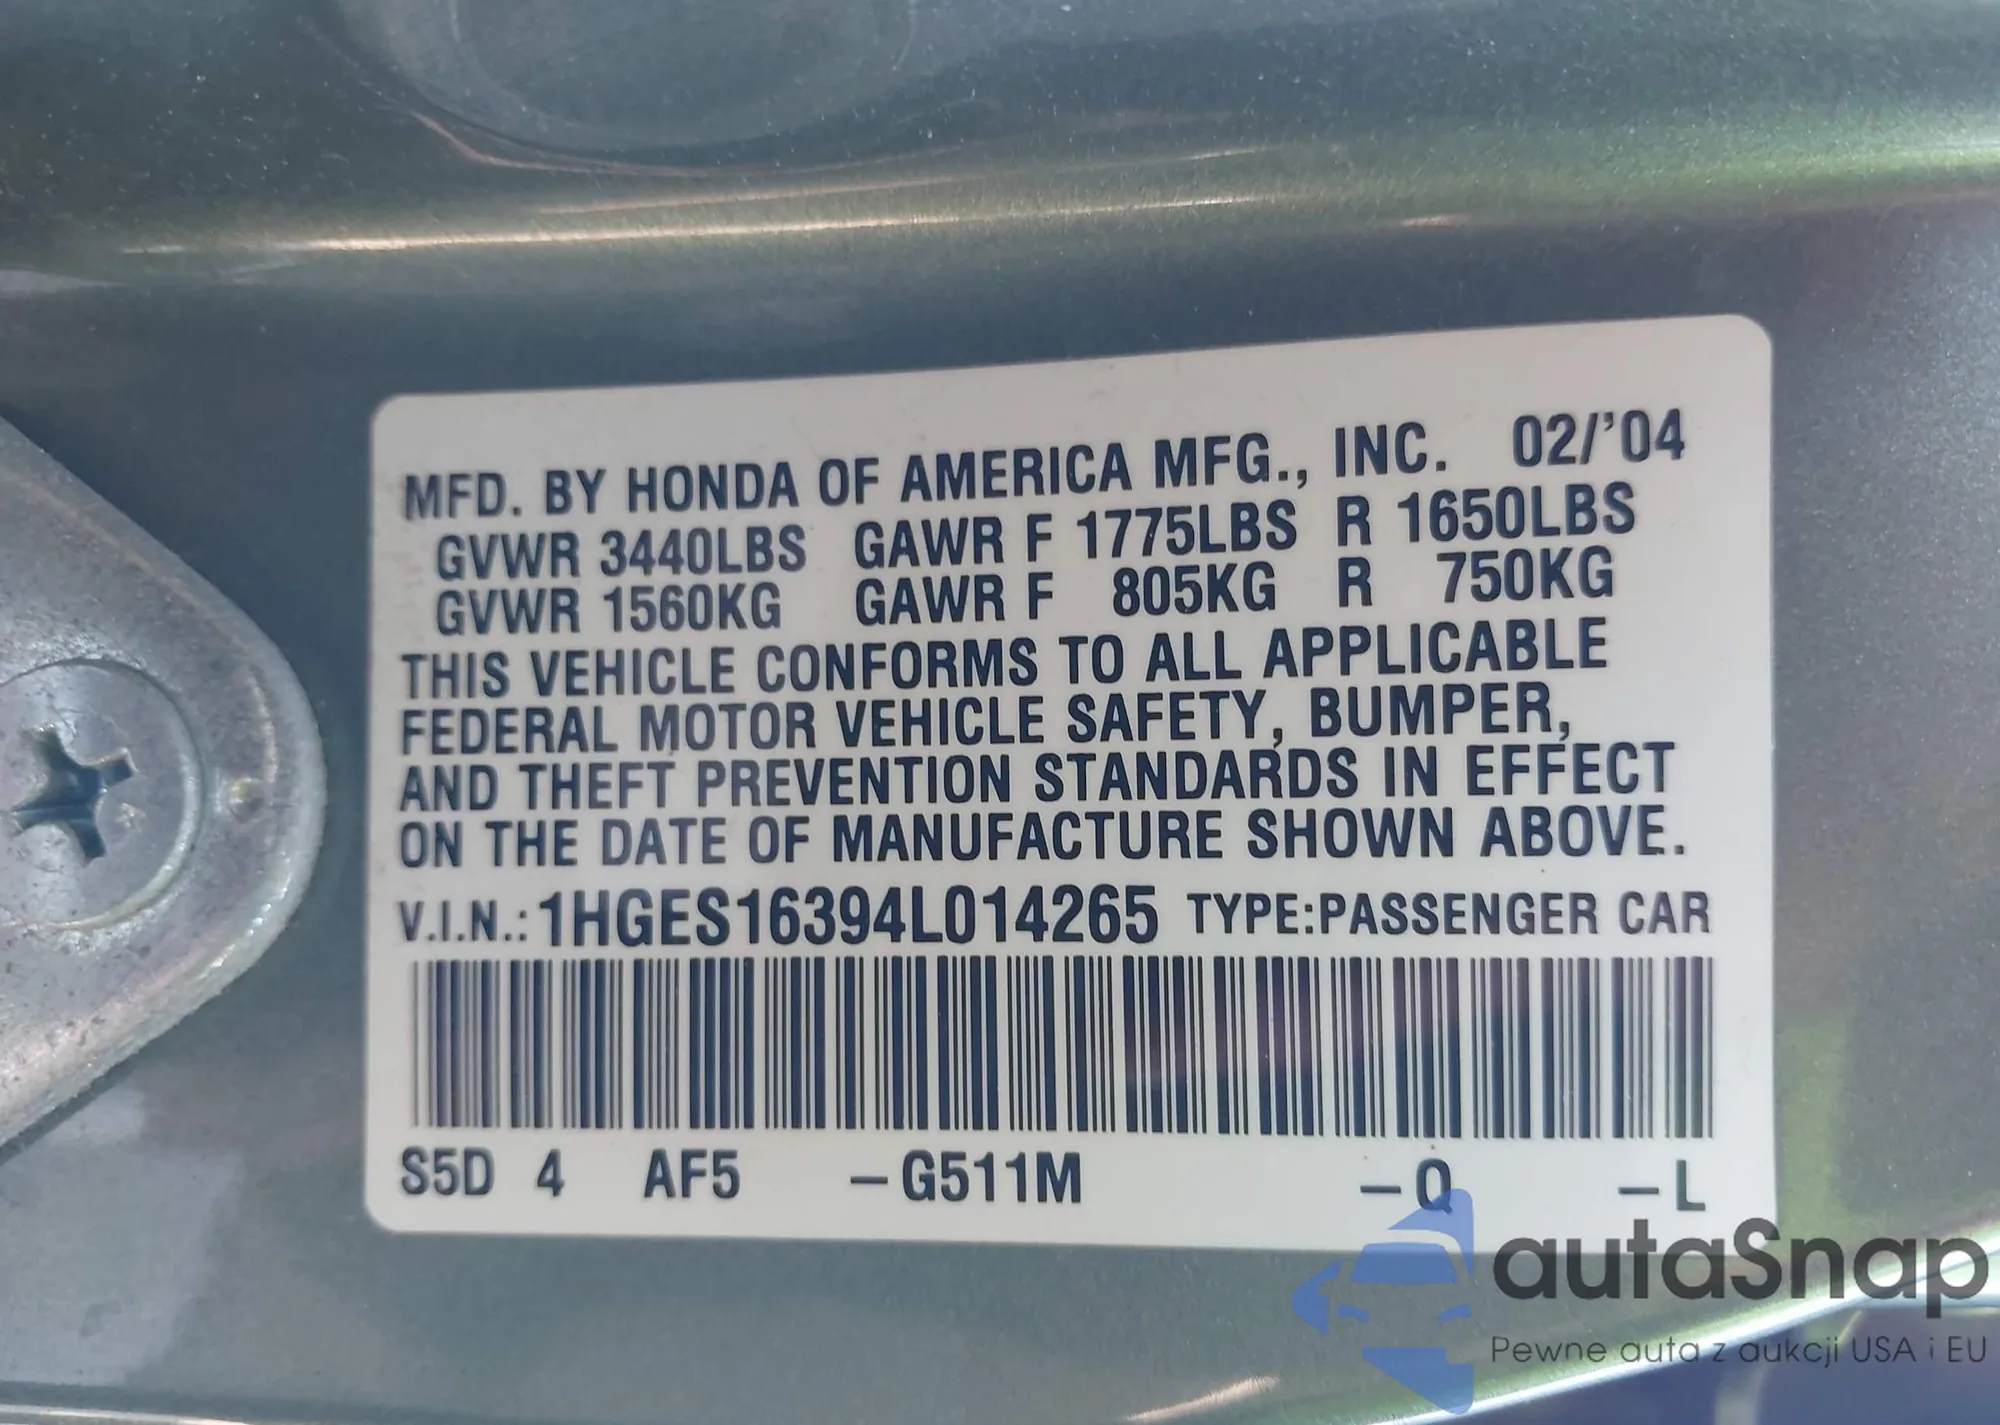 MFD. BY HONDA OF AMERICA MFG., INC. 02/'04
GVWR 3440LBS GAWR F 1775LBS R 1650LBS
GVWR 1560KG GAWR F 805KG R 750KG
THIS VEHICLE CONFORMS TO ALL APPLICABLE
FEDERAL MOTOR VEHICLE SAFETY, BUMPER,
AND THEFT PREVENTION STANDARDS IN EFFECT
ON THE DATE OF MANUFACTURE SHOWN ABOVE.
V.I.N.: 1HGES16394L014265 TYPE:PASSENGER CAR
S5D 4 AF5 –G511M –Q –L
autaSnap
Pewne auta z aukcji USA i EU